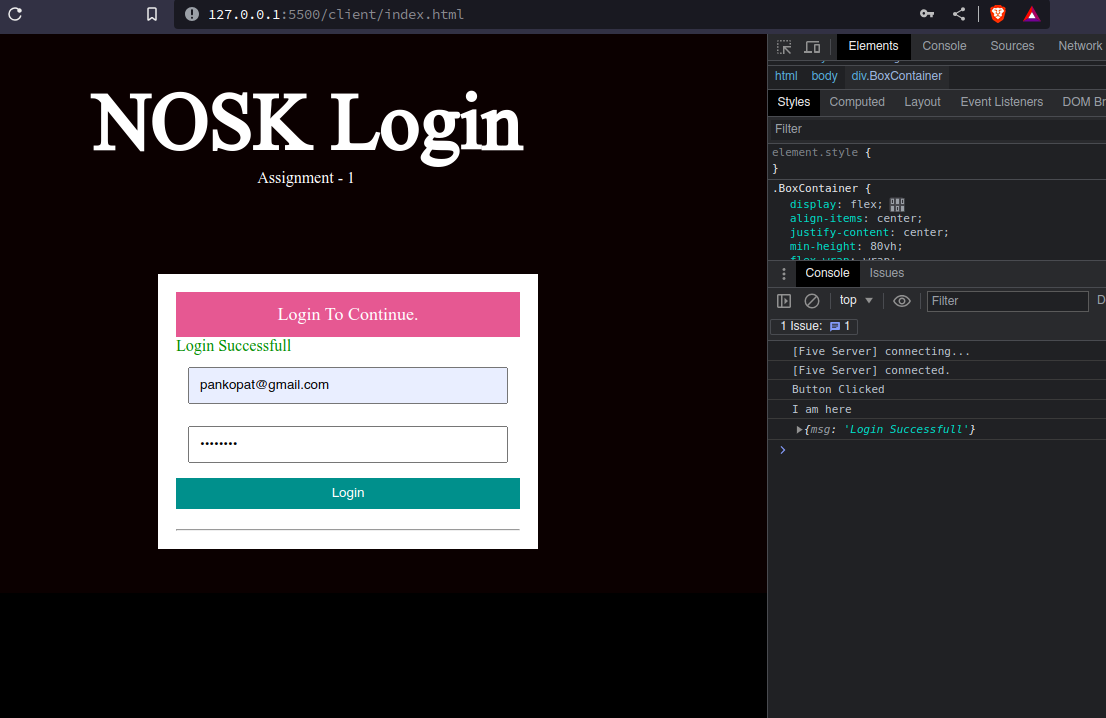 127.0.0.1:5500/client/index.html
NOSK Login
Assignment - 1
Login To Continue.
Login Successfull
pankopat@gmail.com
••••••••
Login
Elements Console Sources Network
html body div.BoxContainer
Styles Computed Layout Event Listeners DOM Br
Filter
element.style {
}
.BoxContainer {
display: flex;
align-items: center;
justify-content: center;
min-height: 80vh;
flex-wrap: wrap;
Console Issues
top Filter D
1 Issue: 1
[Five Server] connecting...
[Five Server] connected.
Button Clicked
I am here
{msg: 'Login Successfull'}